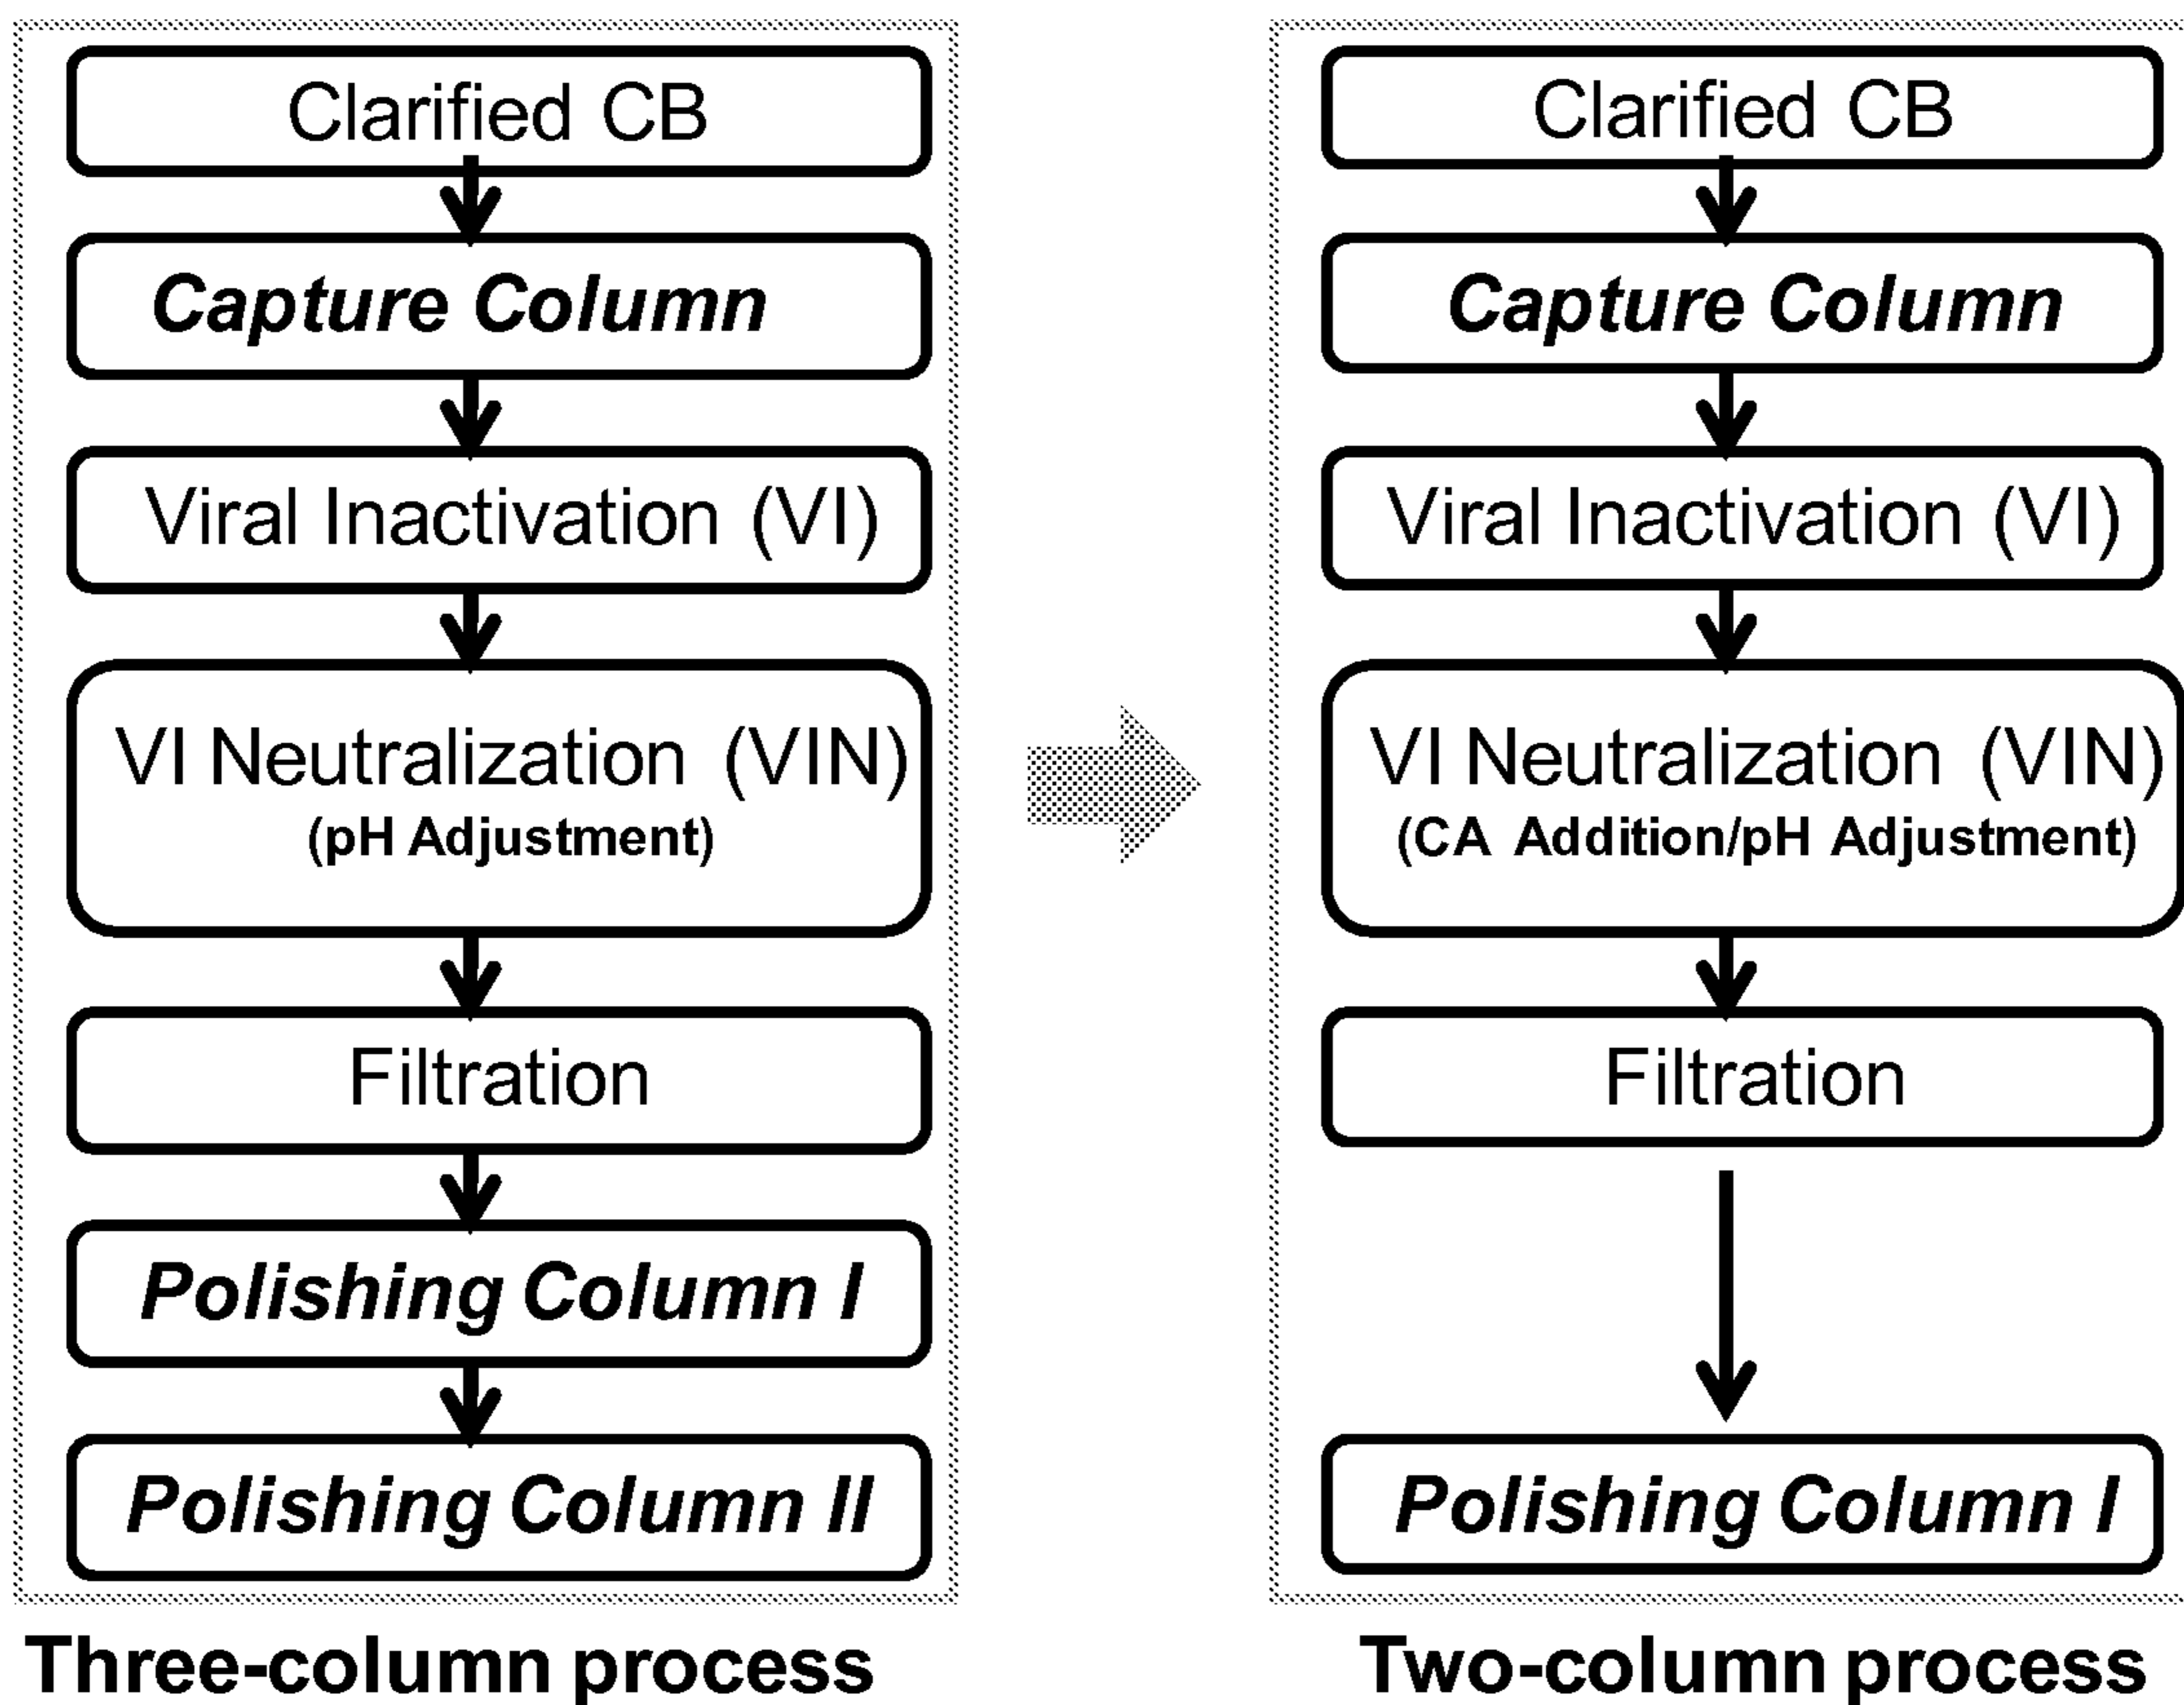 Clarified CB
Capture Column
Viral Inactivation (VI)
VI Neutralization (VIN)
(pH Adjustment)
Filtration
Polishing Column I
Polishing Column II
Three-column process
Clarified CB
Capture Column
Viral Inactivation (VI)
VI Neutralization (VIN)
(CA Addition/pH Adjustment)
Filtration
Polishing Column I
Two-column process